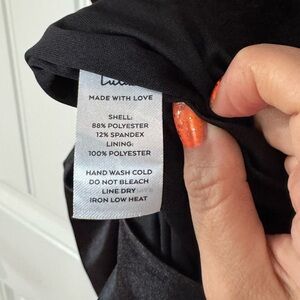 MADE WITH LOVE
SHELL:
88% POLYESTER
12% SPANDEX
LINING:
100% POLYESTER
HAND WASH COLD
DO NOT BLEACH
LINE DRY
IRON LOW HEAT